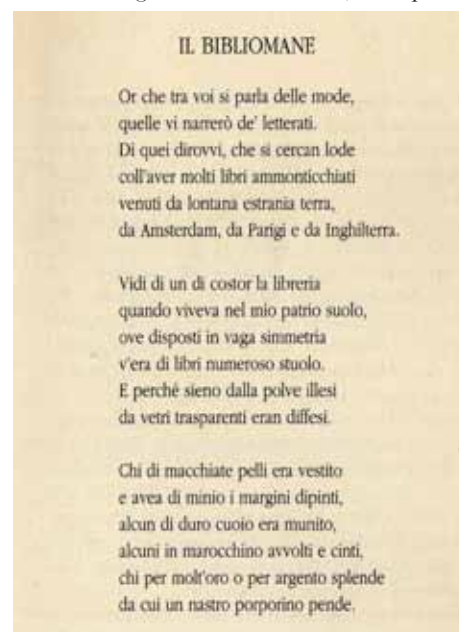 IL BIBLIOMANE
Or che tra voi si parla delle mode,
quelle vi narrerò de' letterati.
Di quei dirovvi, che si cercan lode
coll'aver molti libri ammonticchiati
venuti da lontana estrania terra,
da Amsterdam, da Parigi e da Inghilterra.
Vidi di un di costor la libreria
quando viveva nel mio patrio suolo,
ove disposti in vaga simmetria
v'era di libri numeroso stuolo.
E perché sieno dalla polve illesi
da vetri trasparenti eran diffesi.
Chi di macchiate pelli era vestito
e avea di minio i margini dipinti,
alcun di duro cuoio era munito,
alcuni in marocchino avvolti e cinti,
chi per molt'oro o per argento splende
da cui un nastro porporino pende.